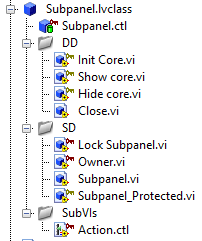 Subpanel.lvclass
Subpanel.ctl
DD
Init Core.vi
Show core.vi
Hide core.vi
Close.vi
SD
Lock Subpanel.vi
Owner.vi
Subpanel.vi
Subpanel_Protected.vi
SubVIs
Action.ctl